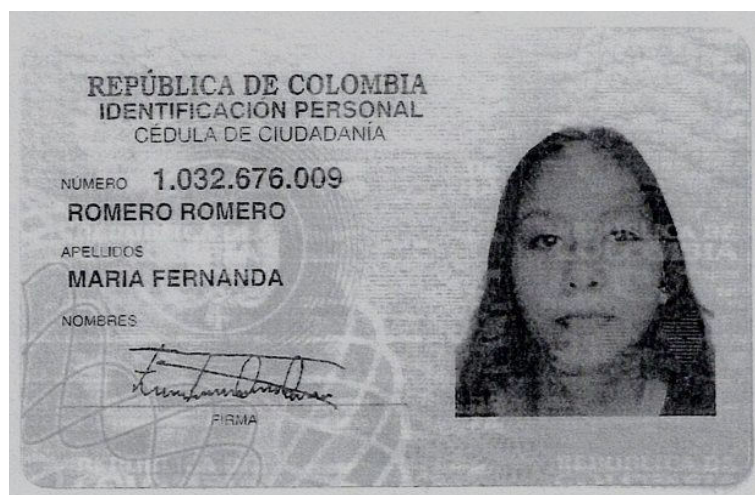 REPÚBLICA DE COLOMBIA
IDENTIFICACIÓN PERSONAL
CÉDULA DE CIUDADANÍA
NÚMERO 1.032.676.009
ROMERO ROMERO
APELLIDOS
MARIA FERNANDA
NOMBRES
FIRMA